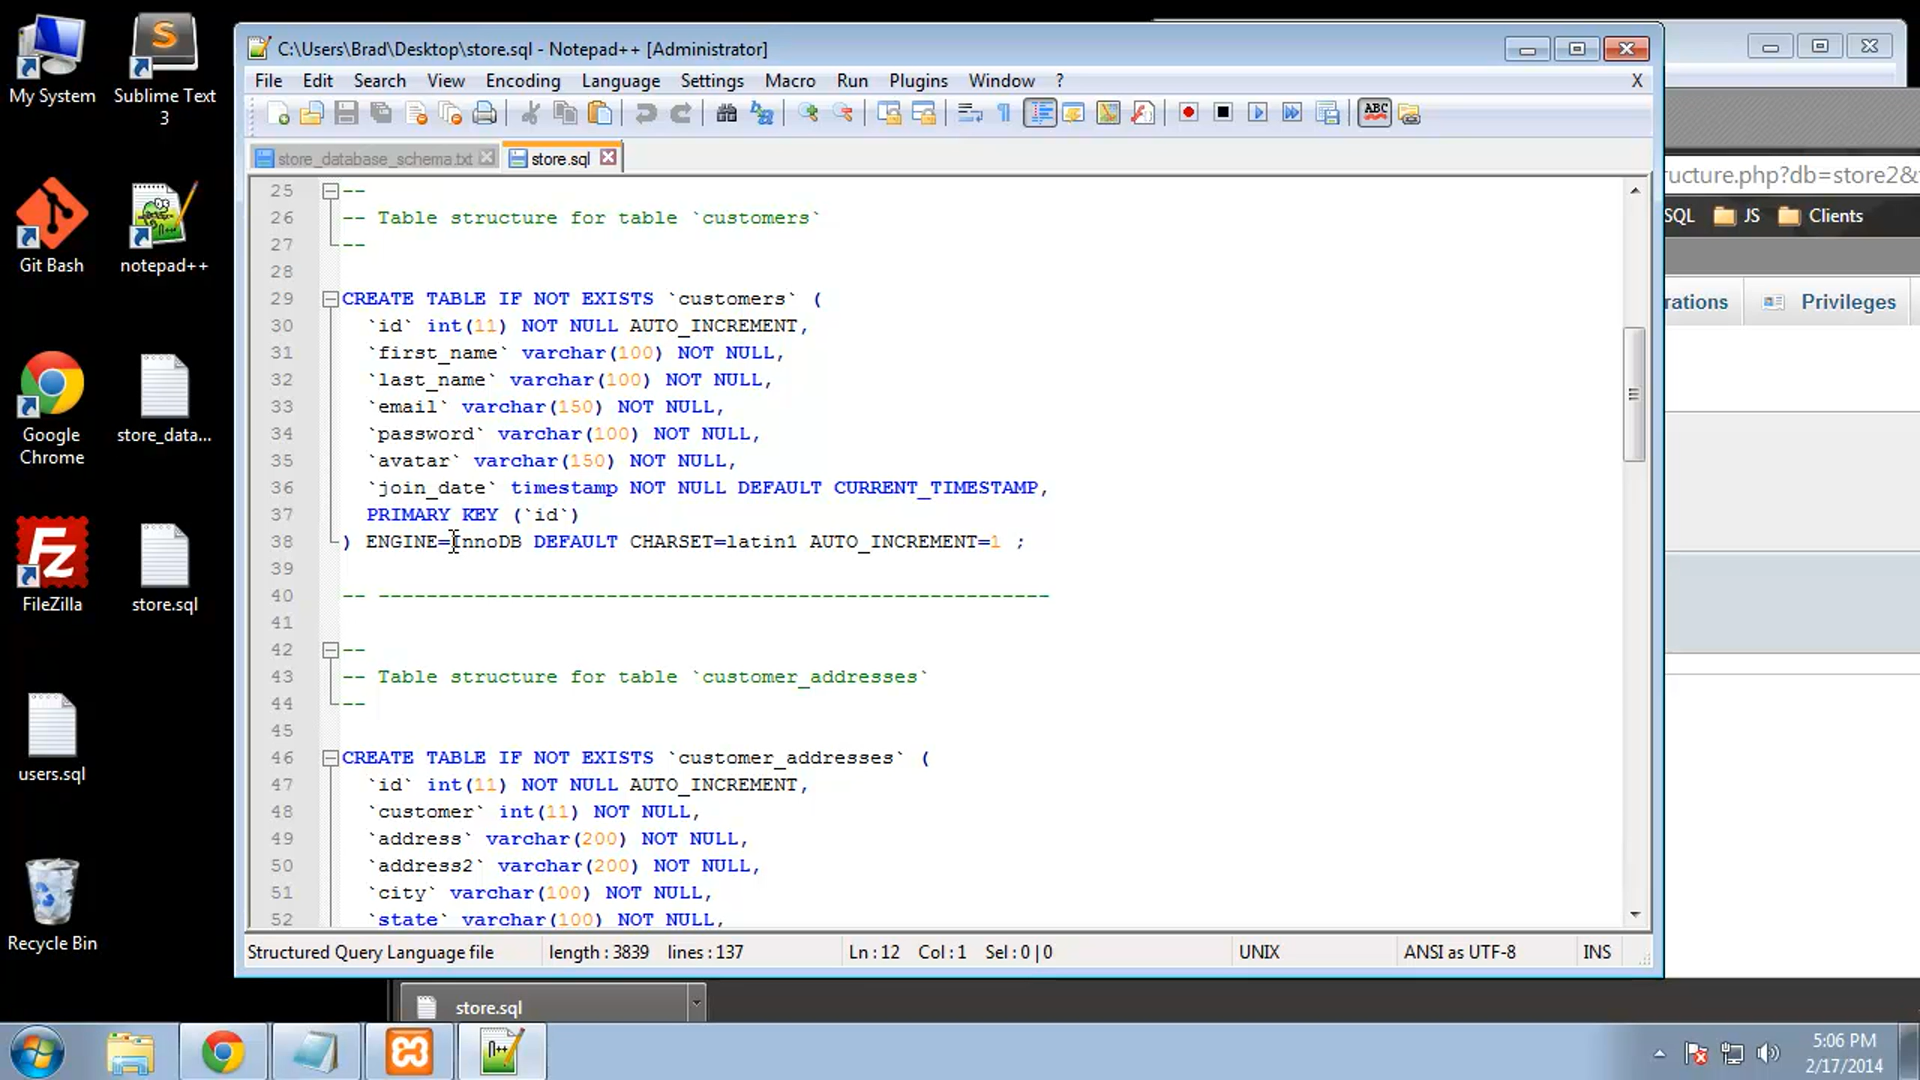 My System
Sublime Text 3
Git Bash
notepad++
Google Chrome
store_data...
FileZilla
store.sql
users.sql
Recycle Bin
C:\Users\Brad\Desktop\store.sql - Notepad++ [Administrator]
File Edit Search View Encoding Language Settings Macro Run Plugins Window ? X
ABC
store_database_schema.txt store.sql
25 --
26 -- Table structure for table `customers`
27 --
28
29 CREATE TABLE IF NOT EXISTS `customers` (
30 `id` int(11) NOT NULL AUTO_INCREMENT,
31 `first_name` varchar(100) NOT NULL,
32 `last_name` varchar(100) NOT NULL,
33 `email` varchar(150) NOT NULL,
34 `password` varchar(100) NOT NULL,
35 `avatar` varchar(150) NOT NULL,
36 `join_date` timestamp NOT NULL DEFAULT CURRENT_TIMESTAMP,
37 PRIMARY KEY (`id`)
38 ) ENGINE=InnoDB DEFAULT CHARSET=latin1 AUTO_INCREMENT=1 ;
39
40 -- --------------------------------------------------------
41
42 --
43 -- Table structure for table `customer_addresses`
44 --
45
46 CREATE TABLE IF NOT EXISTS `customer_addresses` (
47 `id` int(11) NOT NULL AUTO_INCREMENT,
48 `customer` int(11) NOT NULL,
49 `address` varchar(200) NOT NULL,
50 `address2` varchar(200) NOT NULL,
51 `city` varchar(100) NOT NULL,
52 `state` varchar(100) NOT NULL,
Structured Query Language file length : 3839 lines : 137 Ln : 12 Col : 1 Sel : 0 | 0 UNIX ANSI as UTF-8 INS
ucture.php?db=store2&
SQL JS Clients
rations Privileges
store.sql
5:06 PM
2/17/2014